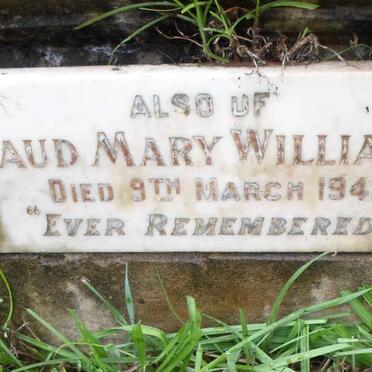 ALSO OF
AUD MARY WILLIA
DIED 9TH MARCH 194
"EVER REMEMBERED